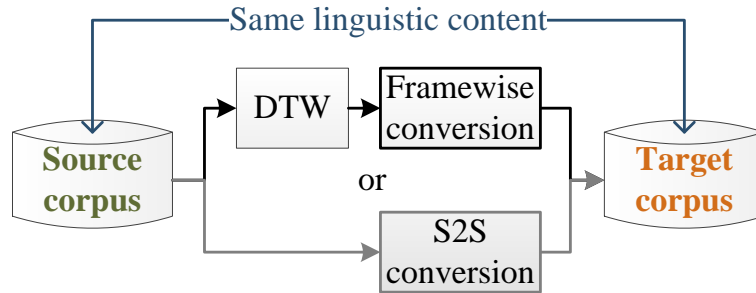 Same linguistic content
DTW
Framewise
conversion
Source
corpus
or
Target
corpus
S2S
conversion